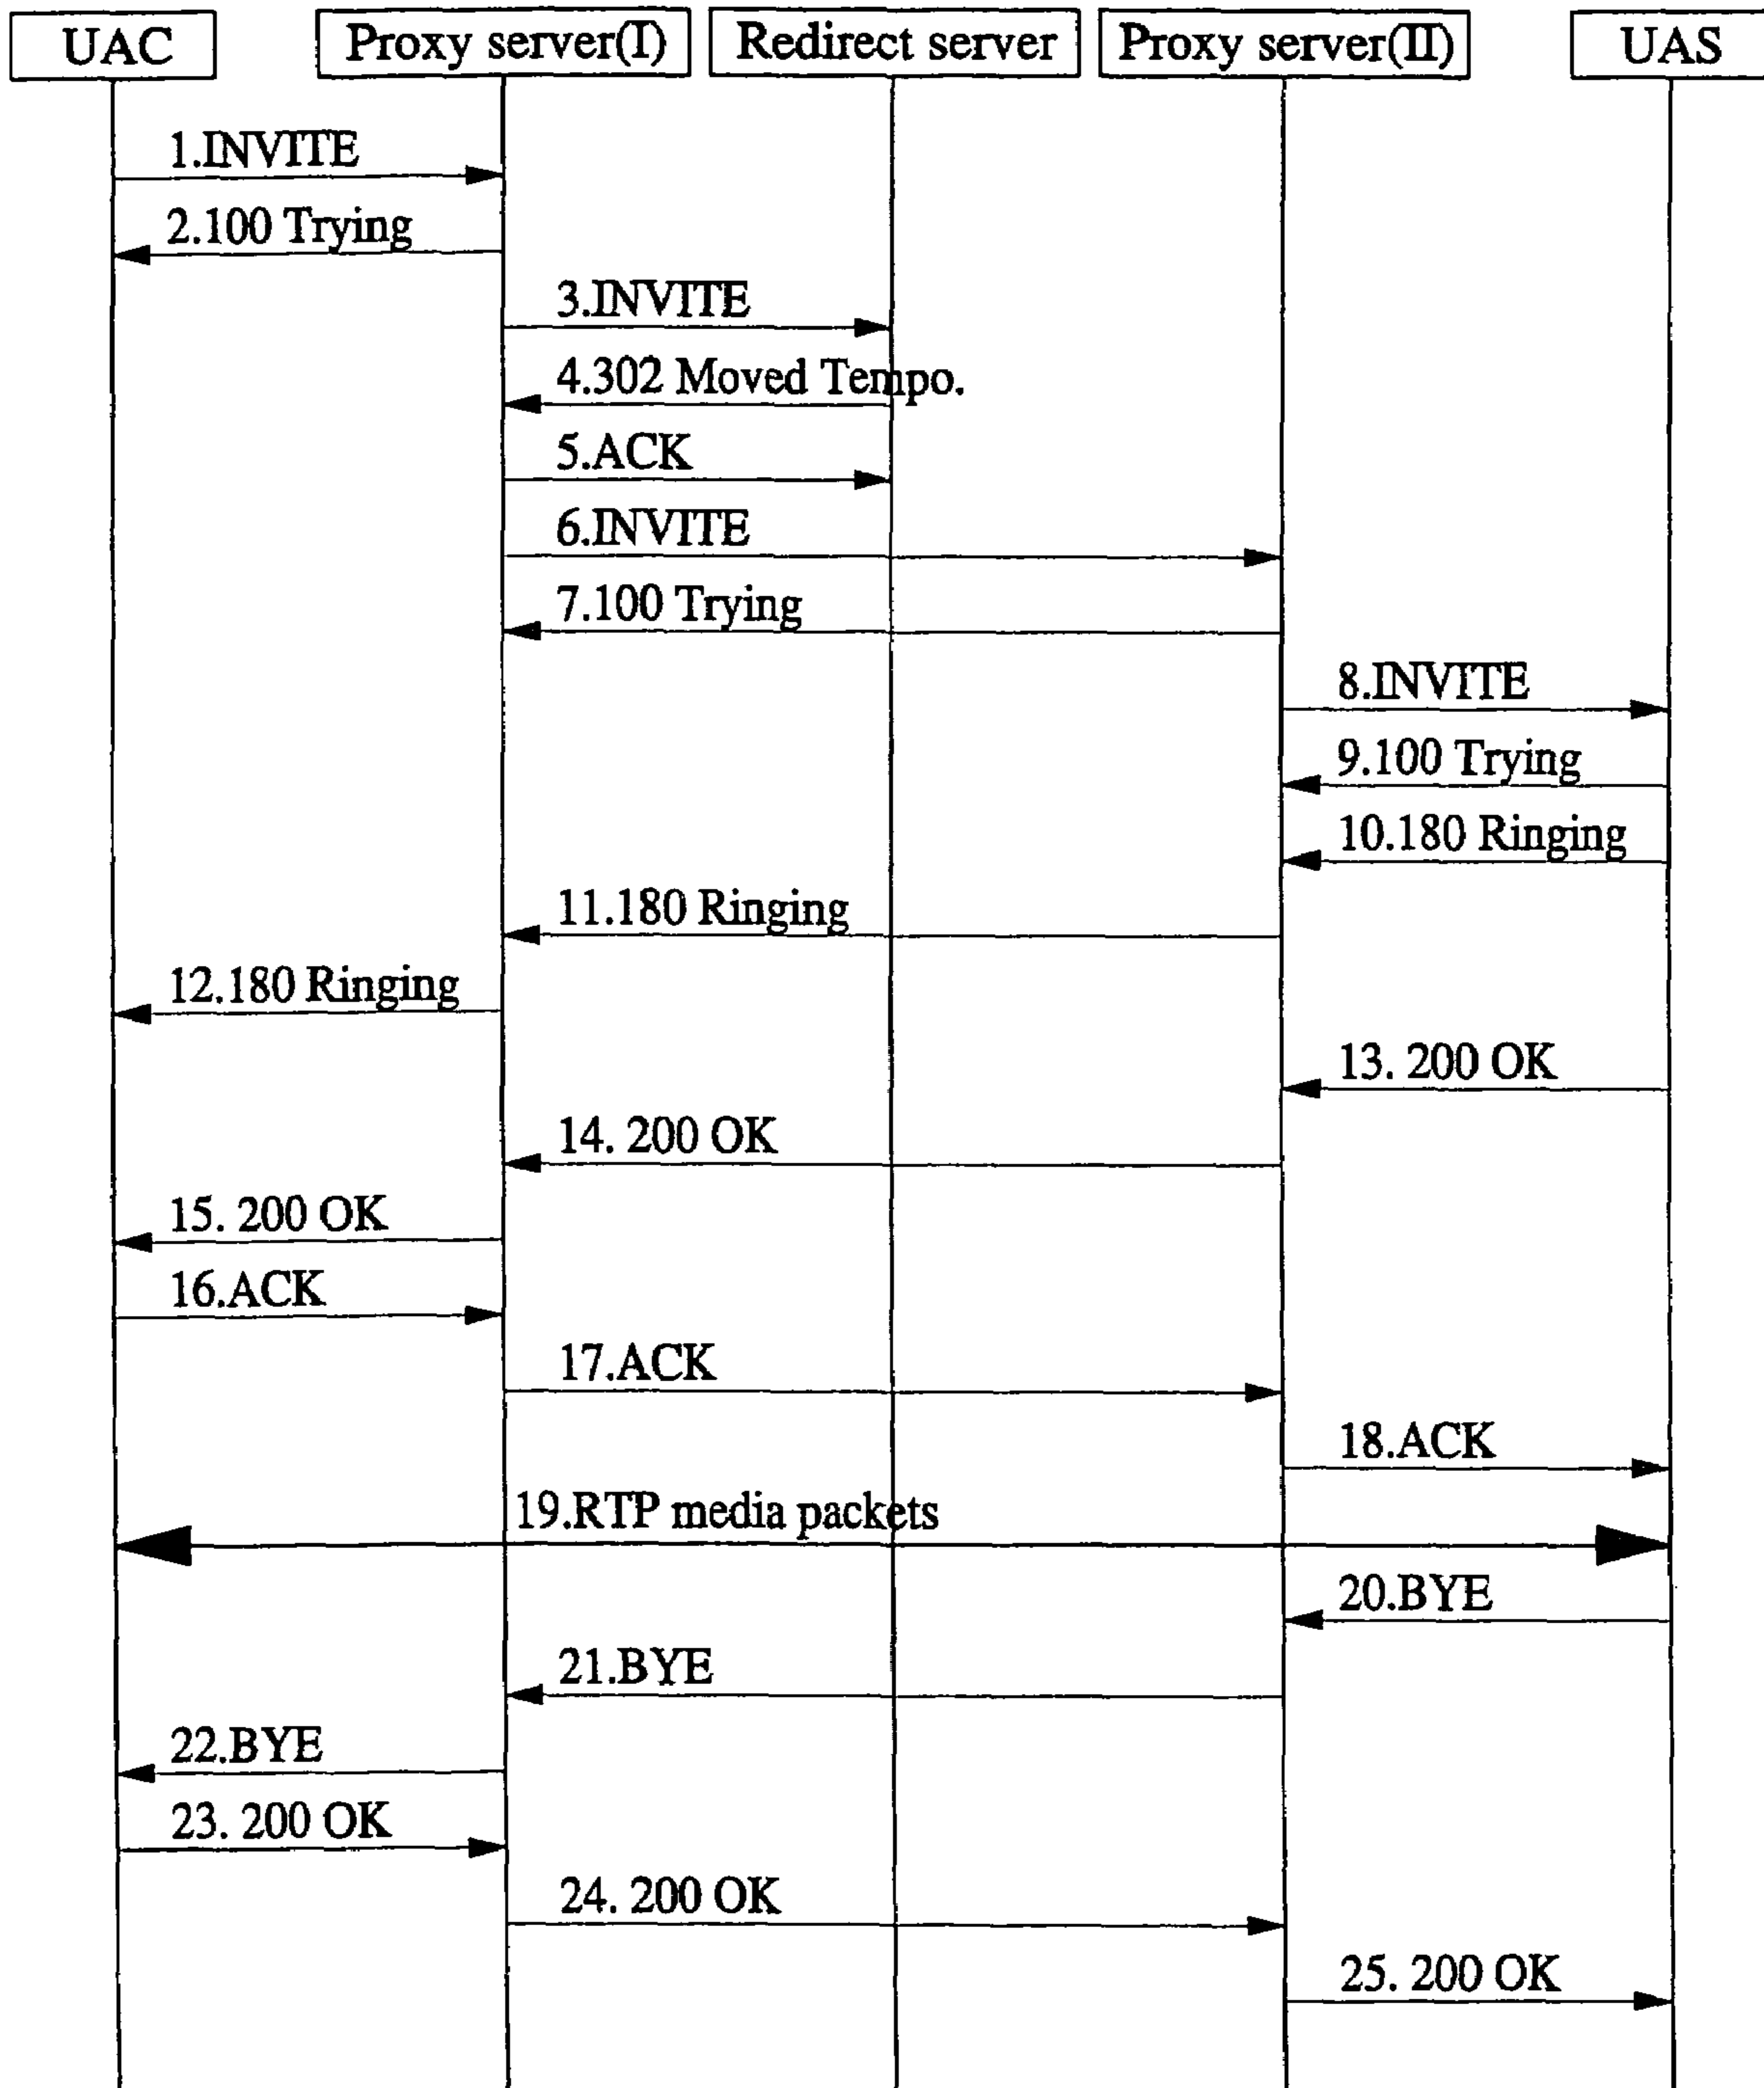 UAC
Proxy server(I)
Redirect server
Proxy server(II)
UAS
1.INVITE
2.100 Trying
3.INVITE
4.302 Moved Tempo.
5.ACK
6.INVITE
7.100 Trying
8.INVITE
9.100 Trying
10.180 Ringing
11.180 Ringing
12.180 Ringing
13. 200 OK
14. 200 OK
15. 200 OK
16.ACK
17.ACK
18.ACK
19.RTP media packets
20.BYE
21.BYE
22.BYE
23. 200 OK
24. 200 OK
25. 200 OK